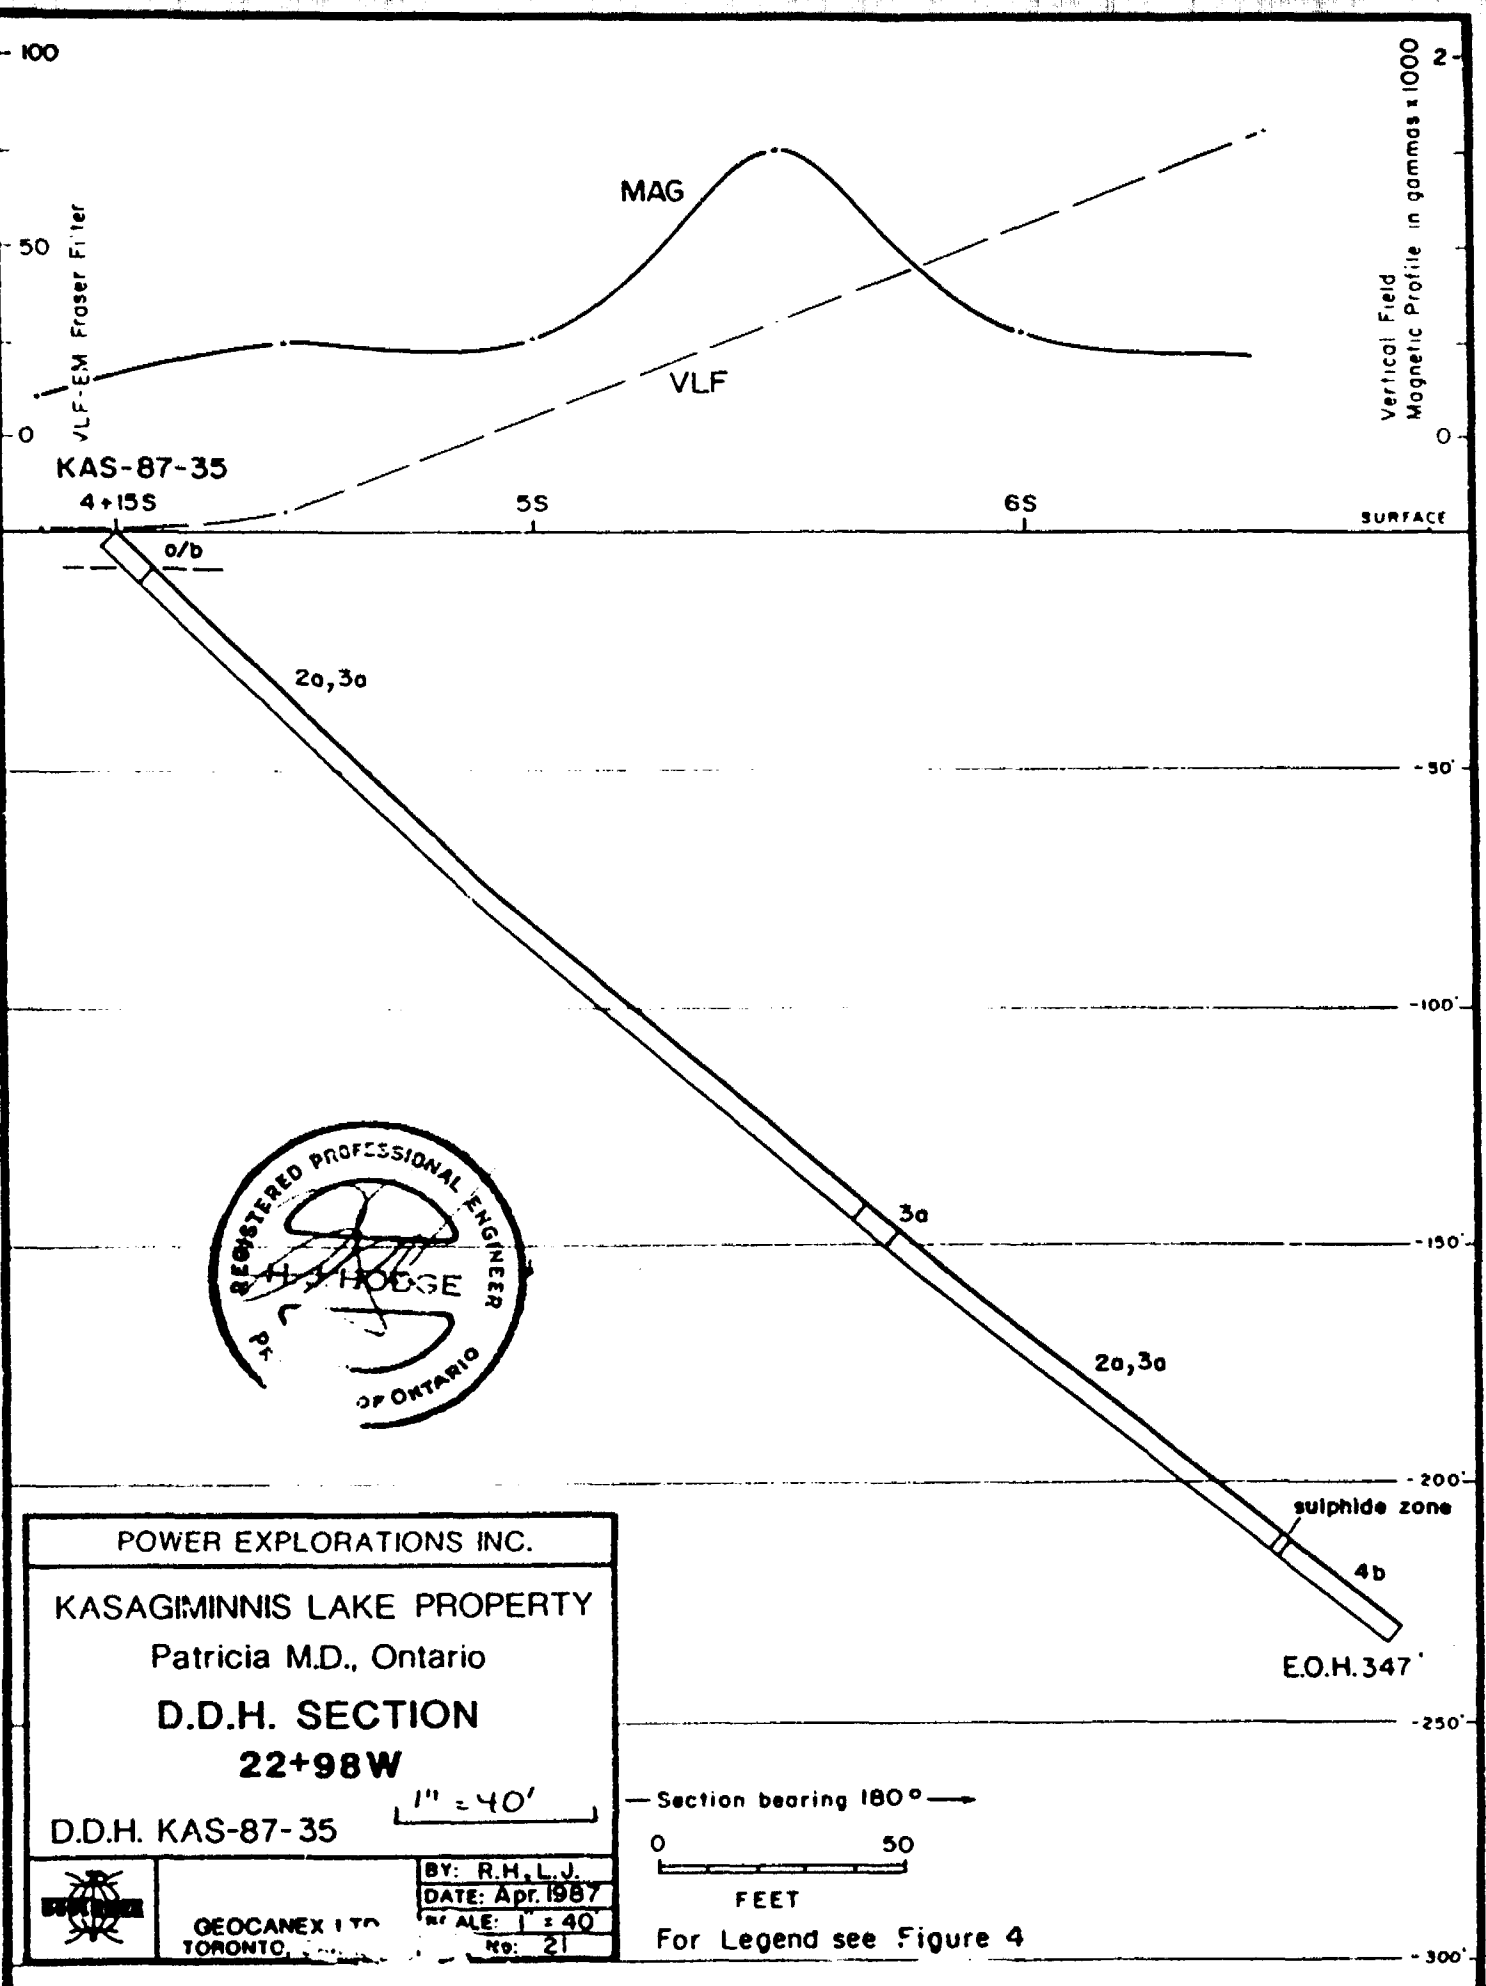 100
50
0
VLF-EM Fraser Filter
MAG
VLF
2
0
Vertical Field
Magnetic Profile in gammas x 1000
KAS-87-35
4+15S
5S
6S
SURFACE
o/b
2a,3a
-50'
-100'
3a
-150'
2a,3a
-200'
sulphide zone
4b
E.O.H. 347'
-250'
-300'
REGISTERED PROFESSIONAL ENGINEER
H. J. HODGE
OF ONTARIO
POWER EXPLORATIONS INC.
KASAGIMINNIS LAKE PROPERTY
Patricia M.D., Ontario
D.D.H. SECTION
22+98W
1" = 40'
D.D.H. KAS-87-35
BY: R.H., L.J.
DATE: Apr. 1987
ALE: 1" = 40'
No: 21
GEOCANEX LTD
TORONTO,
Section bearing 180°
0 50
FEET
For Legend see Figure 4